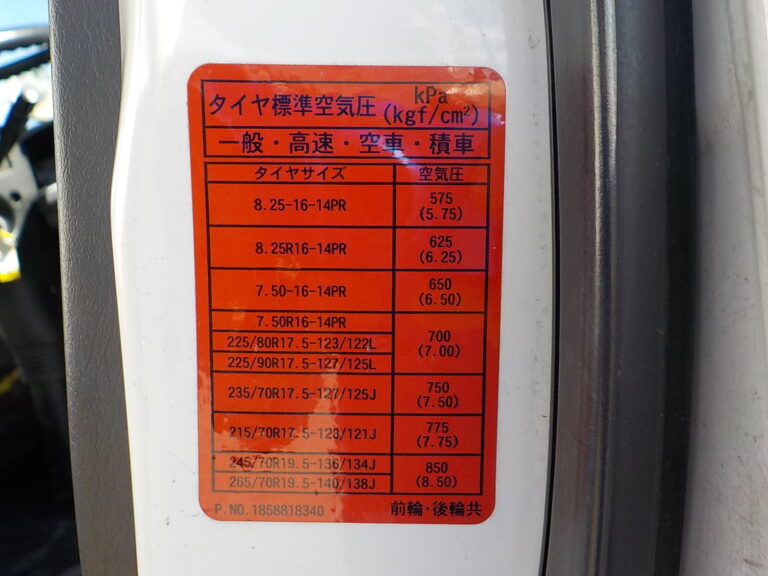 タイヤ標準空気圧 kPa
(kgf/cm²)
一般・高速・空車・積車
タイヤサイズ 空気圧
8.25-16-14PR 575
(5.75)
8.25R16-14PR 625
(6.25)
7.50-16-14PR 650
(6.50)
7.50R16-14PR
225/80R17.5-123/122L 700
(7.00)
225/90R17.5-127/125L
235/70R17.5-127/125J 750
(7.50)
215/70R17.5-123/121J 775
(7.75)
245/70R19.5-136/134J 850
(8.50)
265/70R19.5-140/138J
P.NO.1858818340 前輪・後輪共